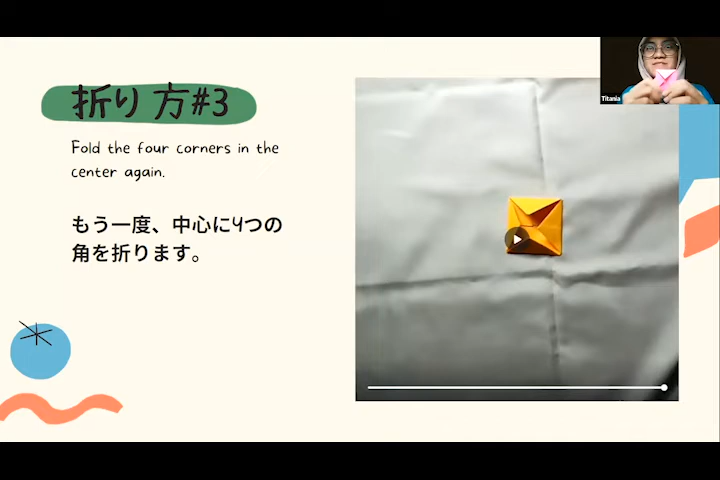 折り方#3
Fold the four corners in the
center again.
もう一度、中心に4つの
角を折ります。
Titania